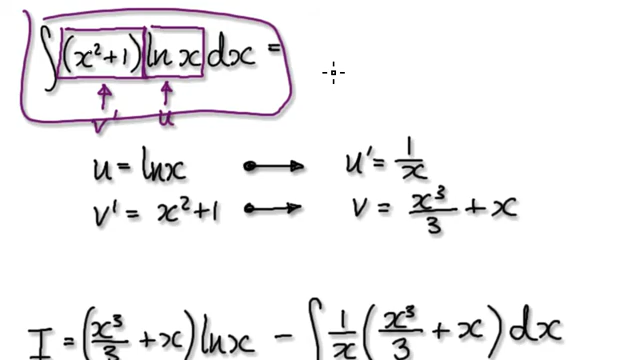 ∫ (x² + 1) ln x dx =
v' u
u = ln x → u' = 1/x
v' = x² + 1 → v = x³/3 + x
I = (x³/3 + x) ln x − ∫ 1/x (x³/3 + x) dx